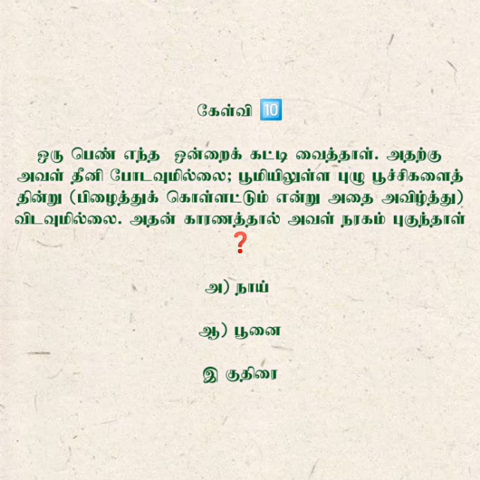 கேள்வி 🔟
ஒரு பெண் எந்த ஒன்றைக் கட்டி வைத்தாள். அதற்கு
அவள் தீனி போடவுமில்லை; பூமியிலுள்ள புழு பூச்சிகளைத்
தின்று (பிழைத்துக் கொள்ளட்டும் என்று அதை அவிழ்த்து)
விடவுமில்லை. அதன் காரணத்தால் அவள் நரகம் புகுந்தாள்
❓
அ) நாய்
ஆ) பூனை
இ குதிரை